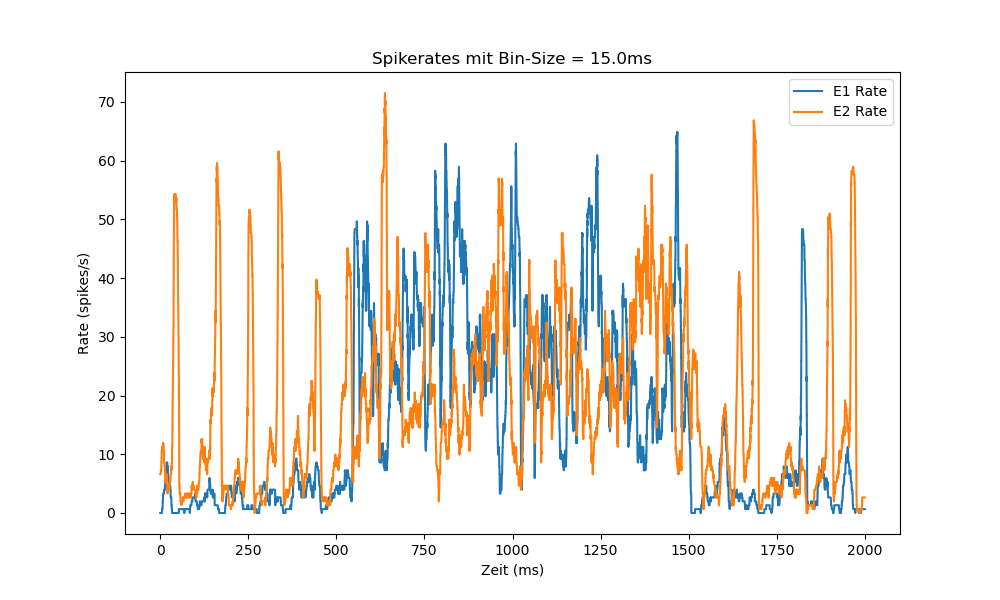 Spikerates mit Bin-Size = 15.0ms
E1 Rate
E2 Rate
70
60
50
40
30
20
10
0
Rate (spikes/s)
0 250 500 750 1000 1250 1500 1750 2000
Zeit (ms)